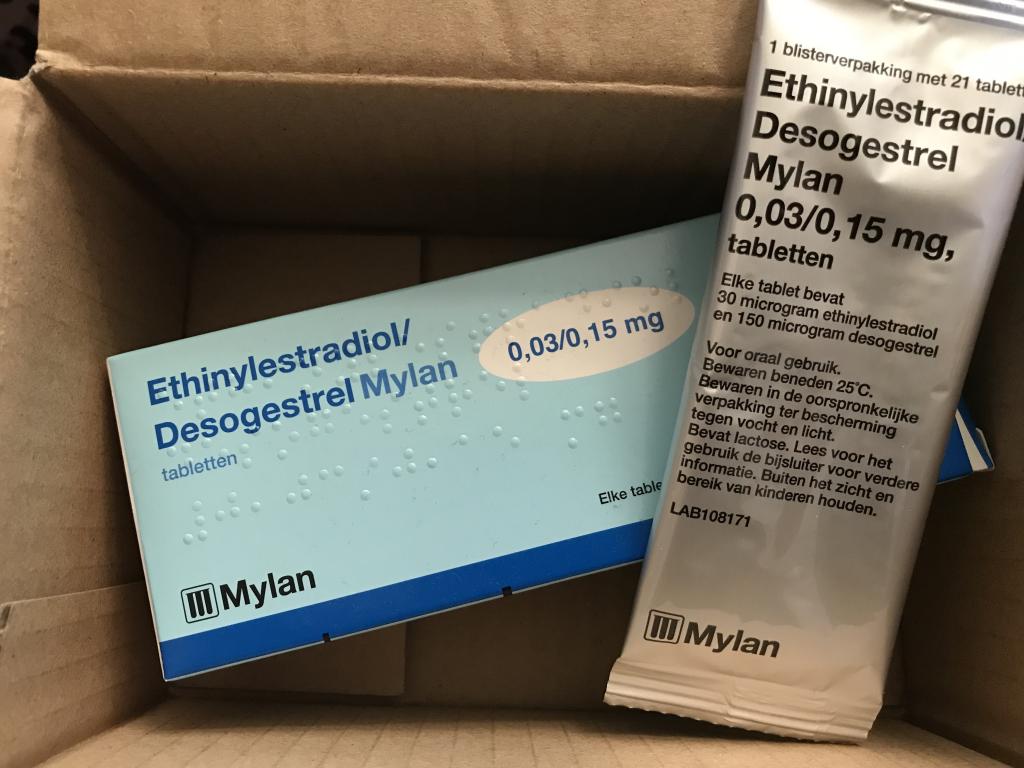 Ethinylestradiol/
Desogestrel Mylan
0,03/0,15 mg
tabletten
Elke
Mylan
1 blisterverpakking met 21
Ethinylestradiol
Desogestrel
Mylan
0,03/0,15 mg,
tabletten
Elke tablet bevat
30 microgram ethinylestradiol
en 150 microgram desogestrel
Voor oraal gebruik.
Bewaren beneden 25°C.
Bewaren in de oorspronkelijke
verpakking ter bescherming
tegen vocht en licht.
Bevat lactose. Lees voor het
gebruik de bijsluiter voor verdere
informatie. Buiten het zicht en
bereik van kinderen houden.
LAB108171
Mylan